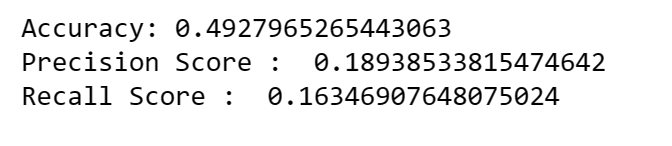 Accuracy: 0.4927965265443063
Precision Score :  0.18938533815474642
Recall Score :  0.16346907648075024